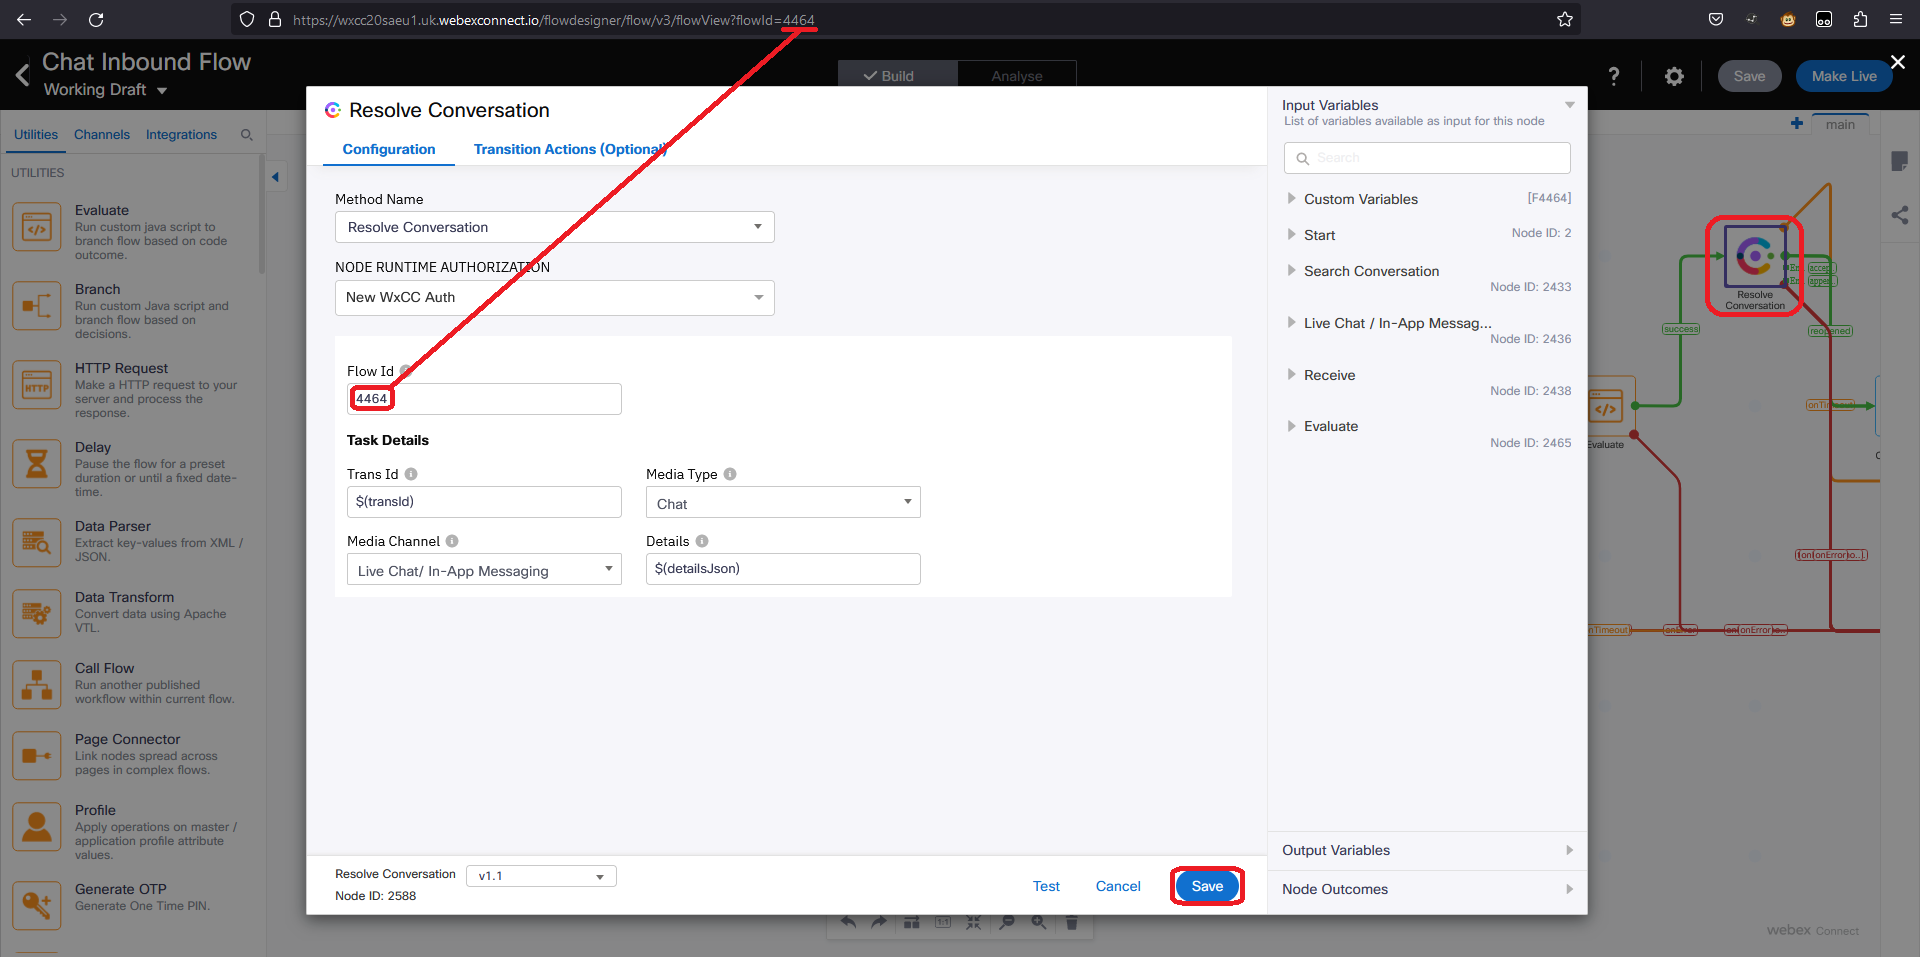 https://wxcc20saeu1.uk.webexconnect.io/flowdesigner/flow/v3/flowView?flowId=4464
Chat Inbound Flow
Working Draft
Build
Analyse
?
Save
Make Live
Utilities
Channels
Integrations
main
UTILITIES
Evaluate
Run custom java script to
branch flow based on code
outcome.
Branch
Run custom Java script and
branch flow based on
decisions.
HTTP Request
Make a HTTP request to your
server and process the
response.
Delay
Pause the flow for a preset
duration or until a fixed date-
time.
Data Parser
Extract key-values from XML /
JSON.
Data Transform
Convert data using Apache
VTL.
Call Flow
Run another published
workflow within current flow.
Page Connector
Link nodes spread across
pages in complex flows.
Profile
Apply operations on master /
application profile attribute
values.
Generate OTP
Generate One Time PIN.
Resolve Conversation
Configuration
Transition Actions (Optional)
Method Name
Resolve Conversation
NODE RUNTIME AUTHORIZATION
New WxCC Auth
Flow Id
4464
Task Details
Trans Id
Media Type
$(transId)
Chat
Media Channel
Details
Live Chat/ In-App Messaging
$(detailsJson)
Resolve Conversation
v1.1
Node ID: 2588
Test
Cancel
Save
Input Variables
List of variables available as input for this node
Search
Custom Variables
[F4464]
Start
Node ID: 2
Search Conversation
Node ID: 2433
Live Chat / In-App Messag...
Node ID: 2436
Receive
Node ID: 2438
Evaluate
Node ID: 2465
Output Variables
Node Outcomes
Resolve
Conversation
success
reopened
Evaluate
onError
1:1
webex Connect